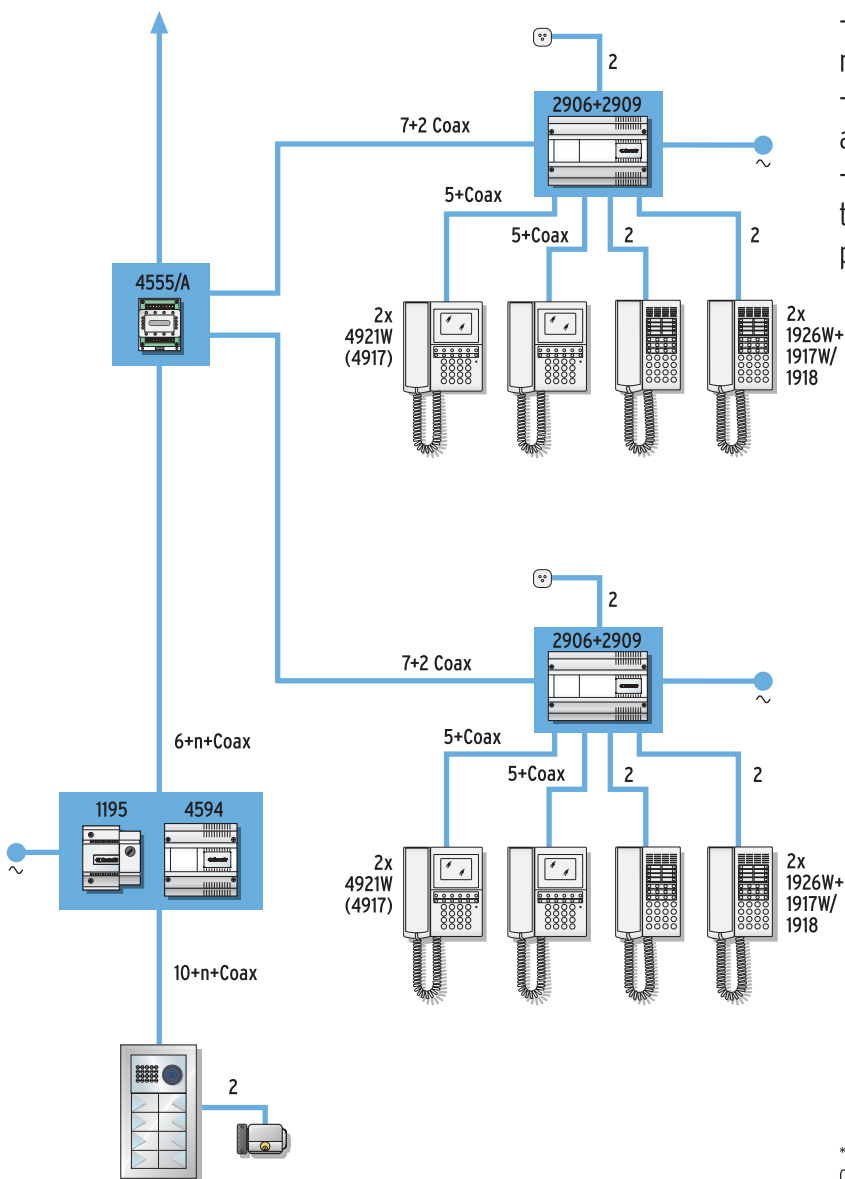 2
2906+2909
7+2 Coax
~
5+Coax
5+Coax
2
2
4555/A
2x
4921W
(4917)
2x
1926W+
1917W/
1918
2
2906+2909
7+2 Coax
~
6+n+Coax
5+Coax
5+Coax
2
2
1195
4594
~
2x
4921W
(4917)
2x
1926W+
1917W/
1918
10+n+Coax
2
*